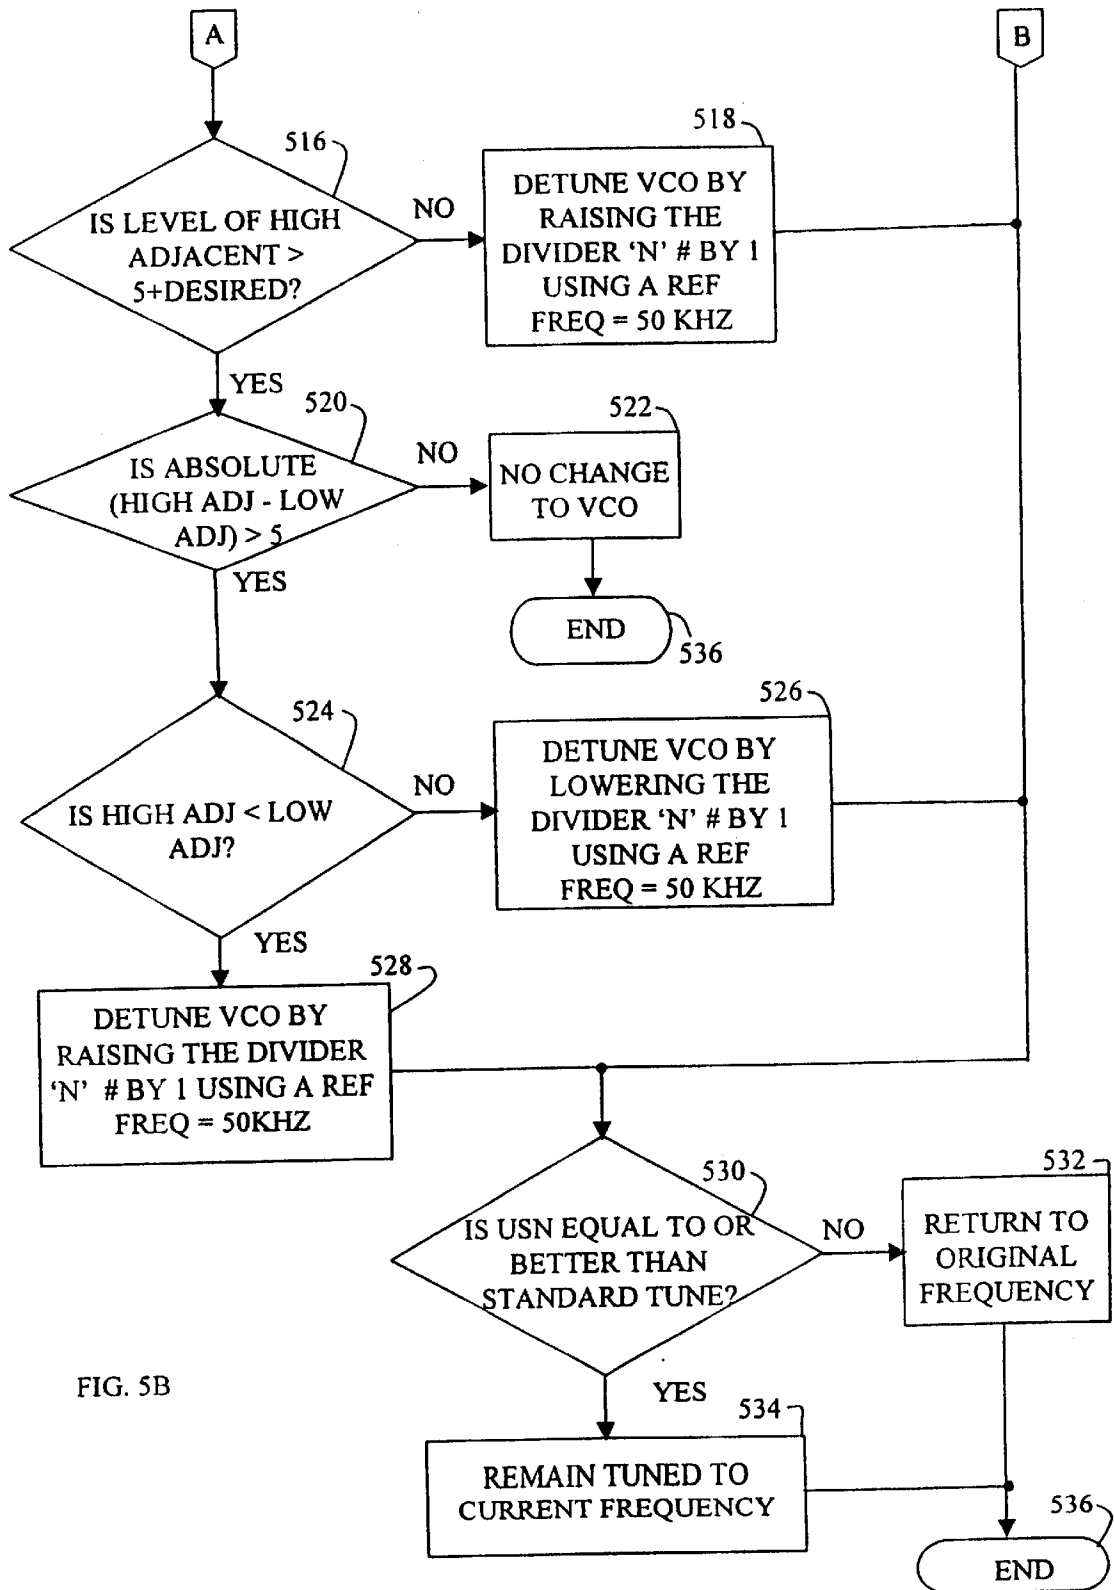 A
B
516
IS LEVEL OF HIGH
ADJACENT >
5+DESIRED?
NO
518
DETUNE VCO BY
RAISING THE
DIVIDER ‘N’ # BY 1
USING A REF
FREQ = 50 KHZ
YES
520
IS ABSOLUTE
(HIGH ADJ - LOW
ADJ) > 5
NO
522
NO CHANGE
TO VCO
YES
END
536
524
IS HIGH ADJ < LOW
ADJ?
NO
526
DETUNE VCO BY
LOWERING THE
DIVIDER ‘N’ # BY 1
USING A REF
FREQ = 50 KHZ
YES
528
DETUNE VCO BY
RAISING THE DIVIDER
‘N’ # BY 1 USING A REF
FREQ = 50KHZ
530
IS USN EQUAL TO OR
BETTER THAN
STANDARD TUNE?
NO
532
RETURN TO
ORIGINAL
FREQUENCY
YES
534
REMAIN TUNED TO
CURRENT FREQUENCY
536
END
FIG. 5B